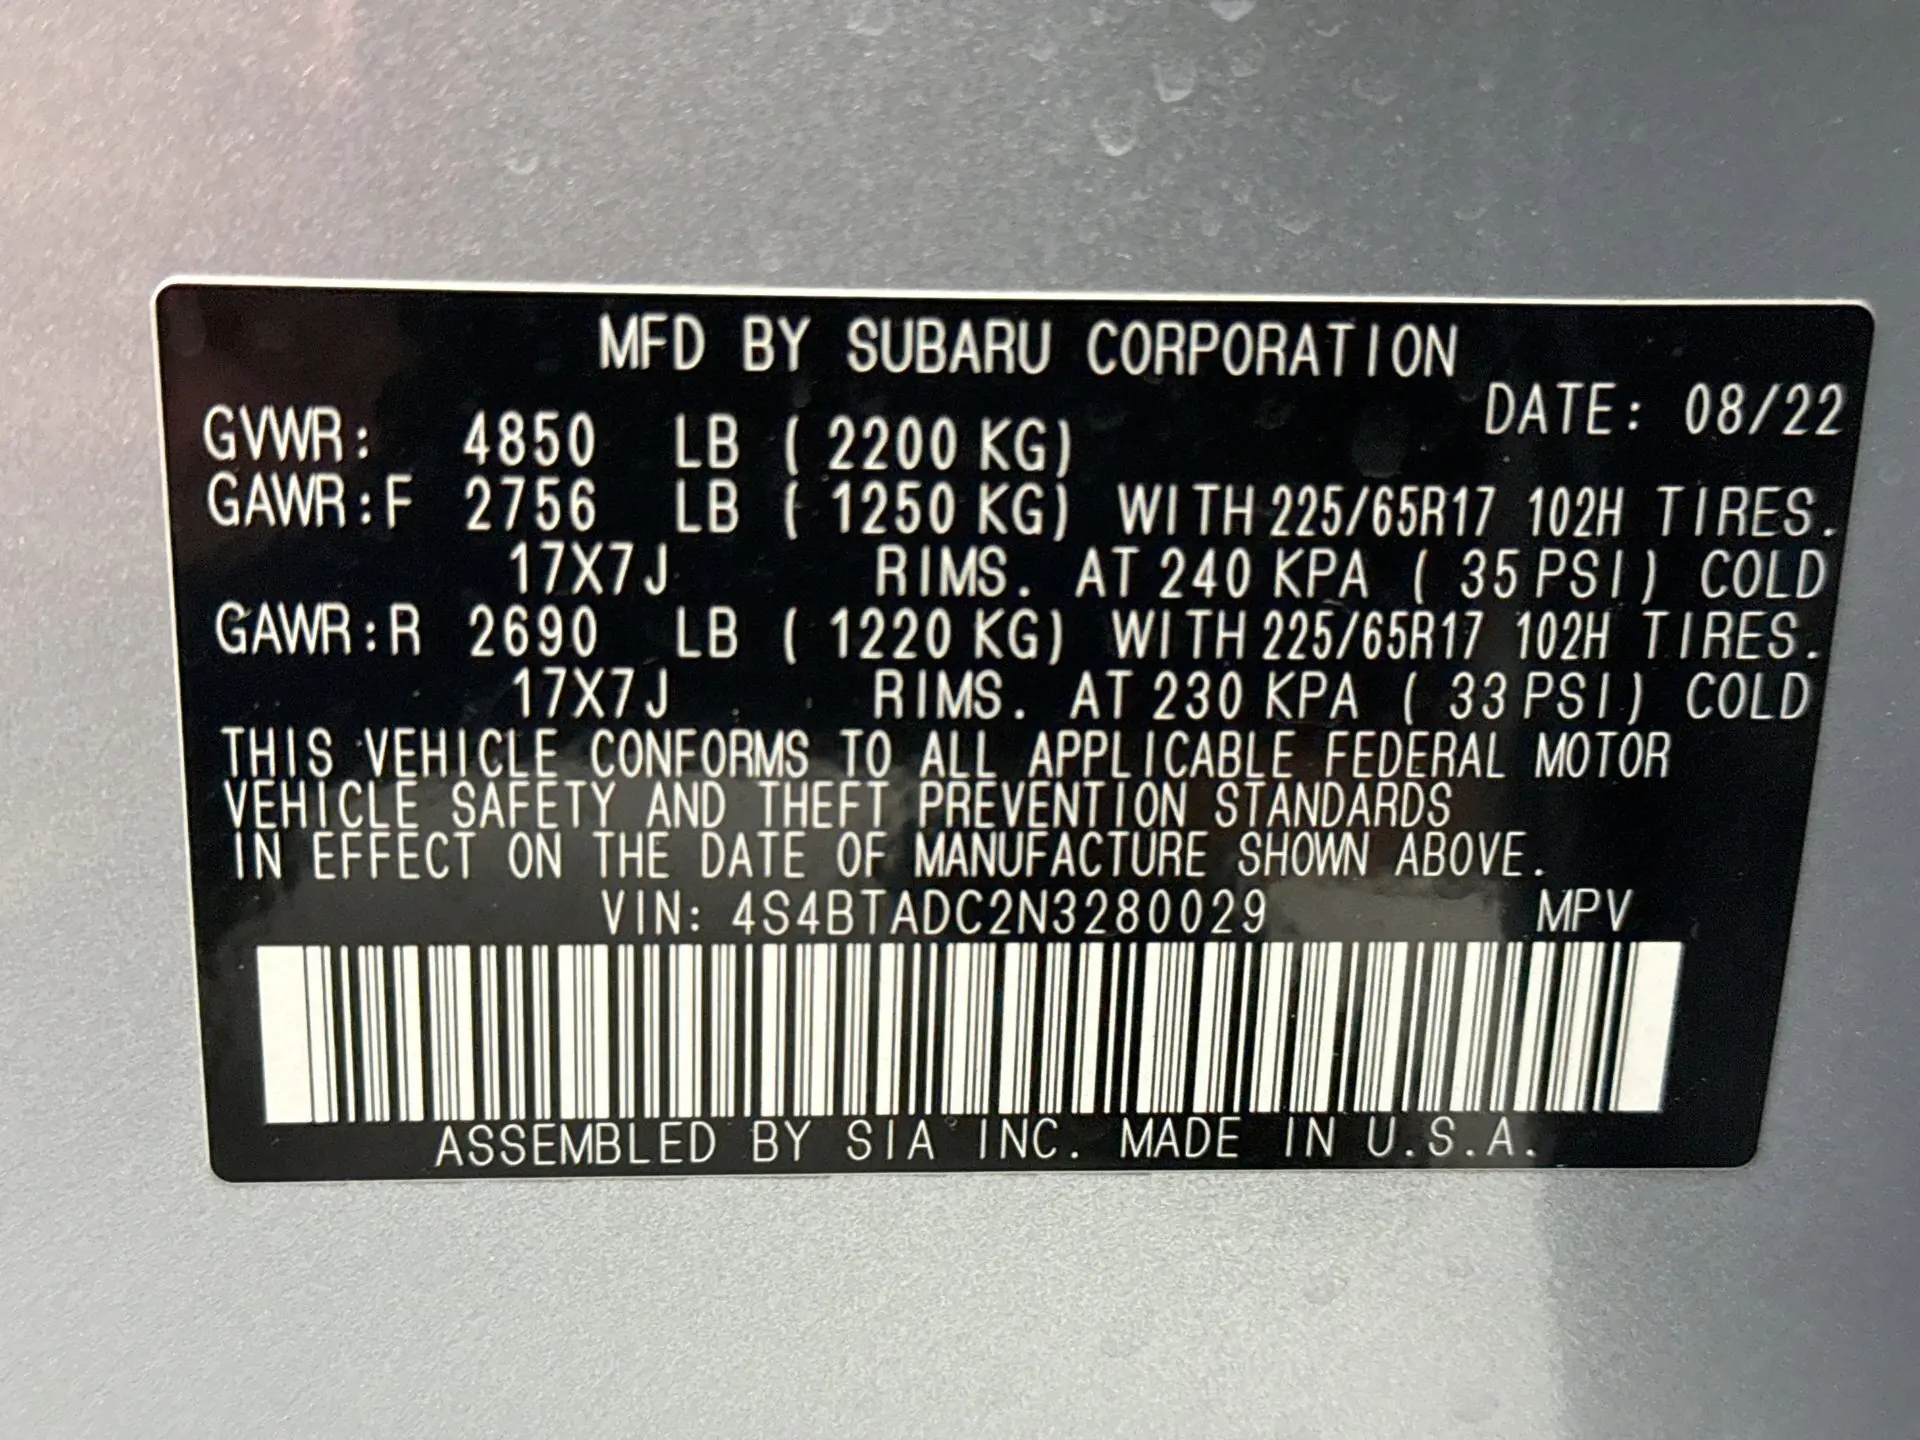 MFD BY SUBARU CORPORATION
DATE: 08/22
GVWR: 4850 LB ( 2200 KG)
GAWR:F 2756 LB ( 1250 KG) WITH 225/65R17 102H TIRES.
17X7J RIMS. AT 240 KPA ( 35 PSI) COLD
GAWR:R 2690 LB ( 1220 KG) WITH 225/65R17 102H TIRES.
17X7J RIMS. AT 230 KPA ( 33 PSI) COLD
THIS VEHICLE CONFORMS TO ALL APPLICABLE FEDERAL MOTOR
VEHICLE SAFETY AND THEFT PREVENTION STANDARDS
IN EFFECT ON THE DATE OF MANUFACTURE SHOWN ABOVE.
VIN: 4S4BTADC2N3280029 MPV
ASSEMBLED BY SIA INC. MADE IN U.S.A.